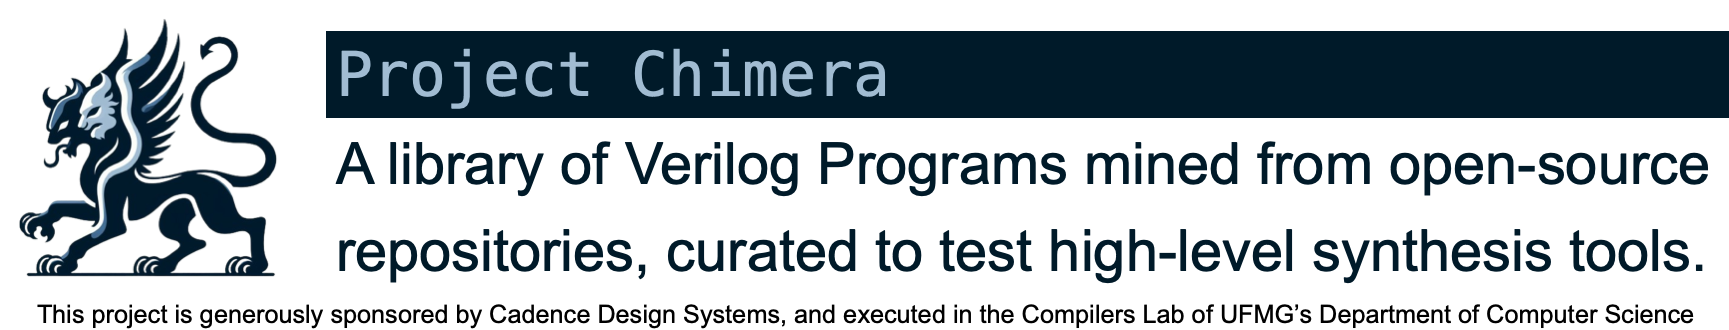 Project Chimera
A library of Verilog Programs mined from open-source
repositories, curated to test high-level synthesis tools.
This project is generously sponsored by Cadence Design Systems, and executed in the Compilers Lab of UFMG’s Department of Computer Science